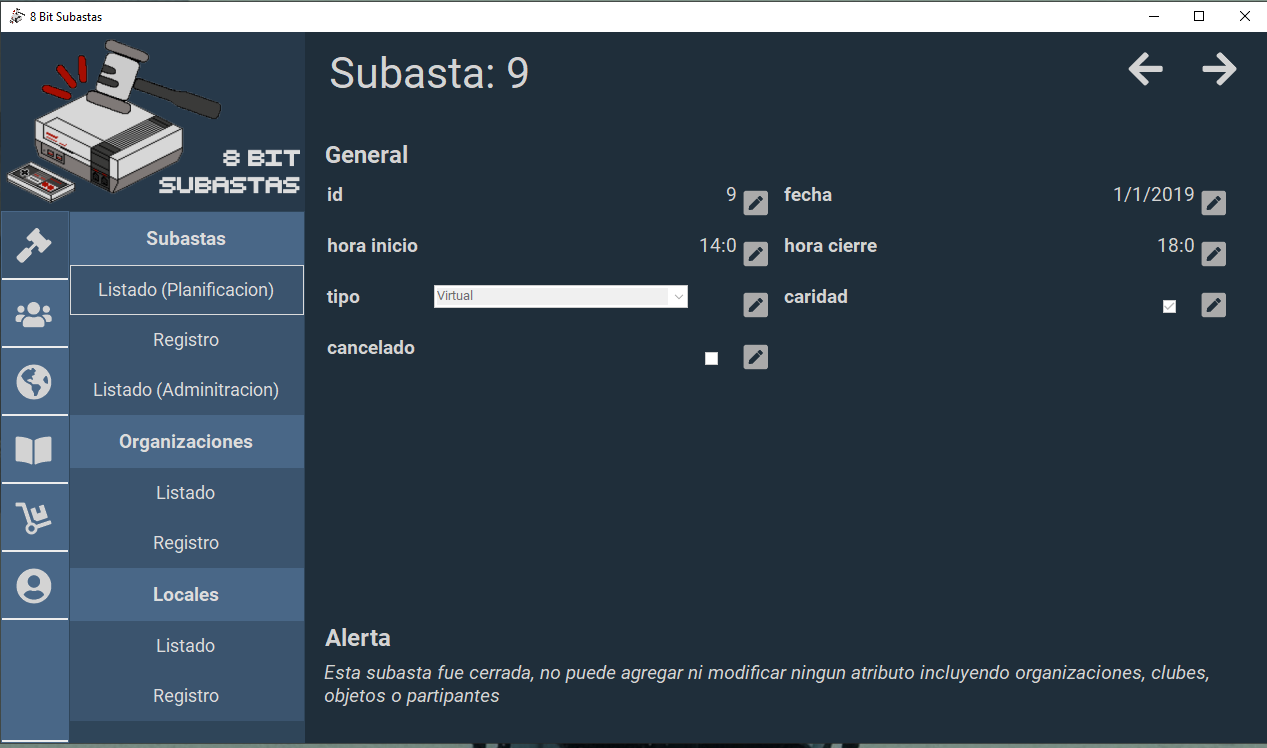 8 Bit Subastas
8 BIT
SUBASTAS
Subastas
Listado (Planificacion)
Registro
Listado (Adminitracion)
Organizaciones
Listado
Registro
Locales
Listado
Registro
Subasta: 9
General
id 9 fecha 1/1/2019
hora inicio 14:0 hora cierre 18:0
tipo Virtual caridad
cancelado
Alerta
Esta subasta fue cerrada, no puede agregar ni modificar ningun atributo incluyendo organizaciones, clubes,
objetos o partipantes